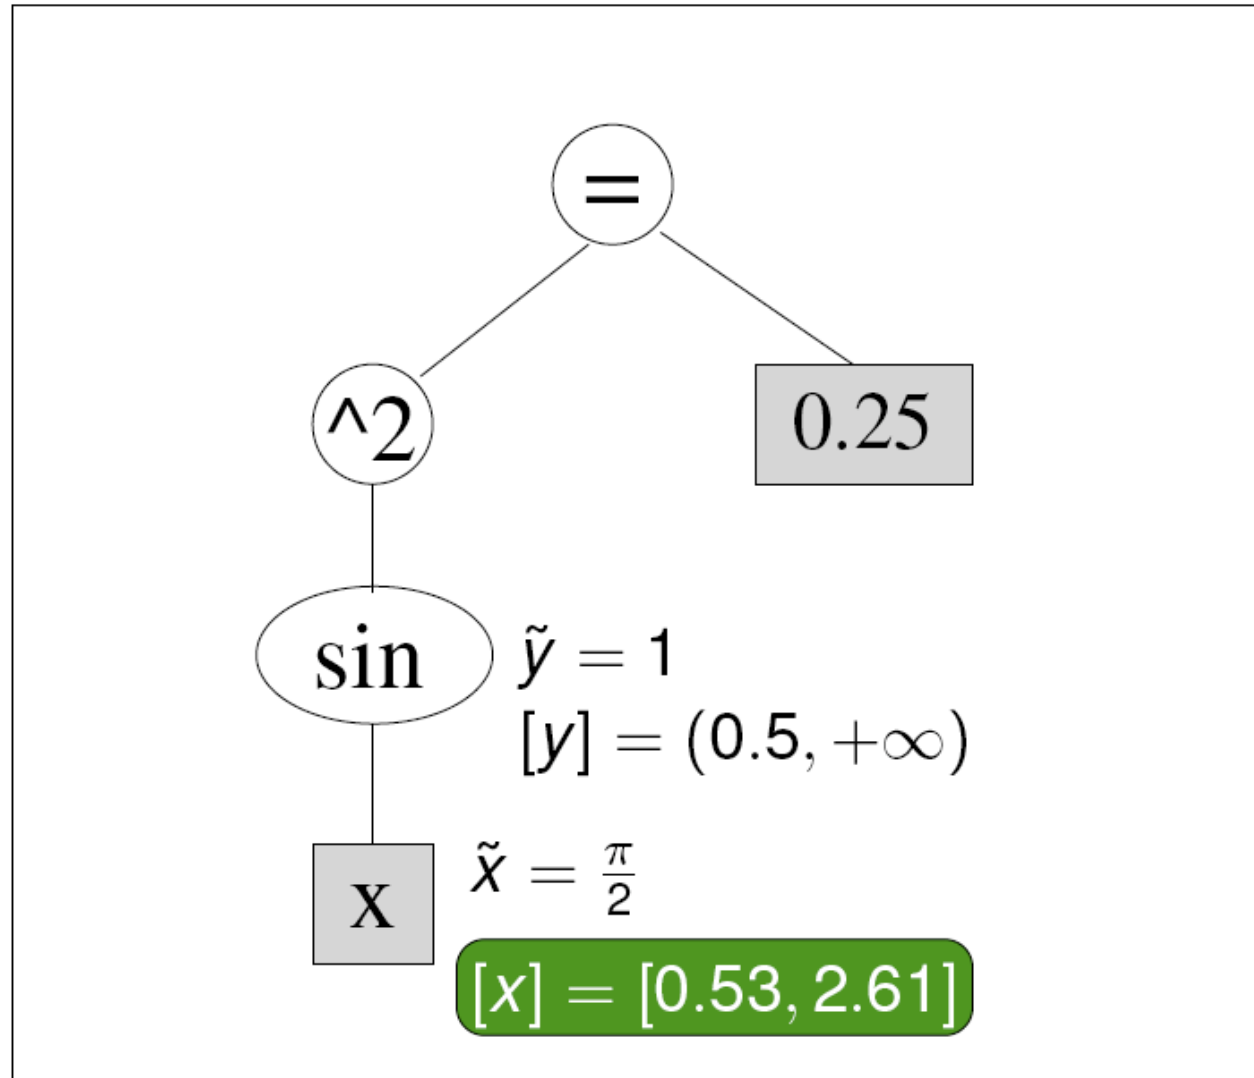 =
^2
0.25
sin
ỹ = 1
[y] = (0.5, +∞)
x
x̃ = π/2
[x] = [0.53, 2.61]